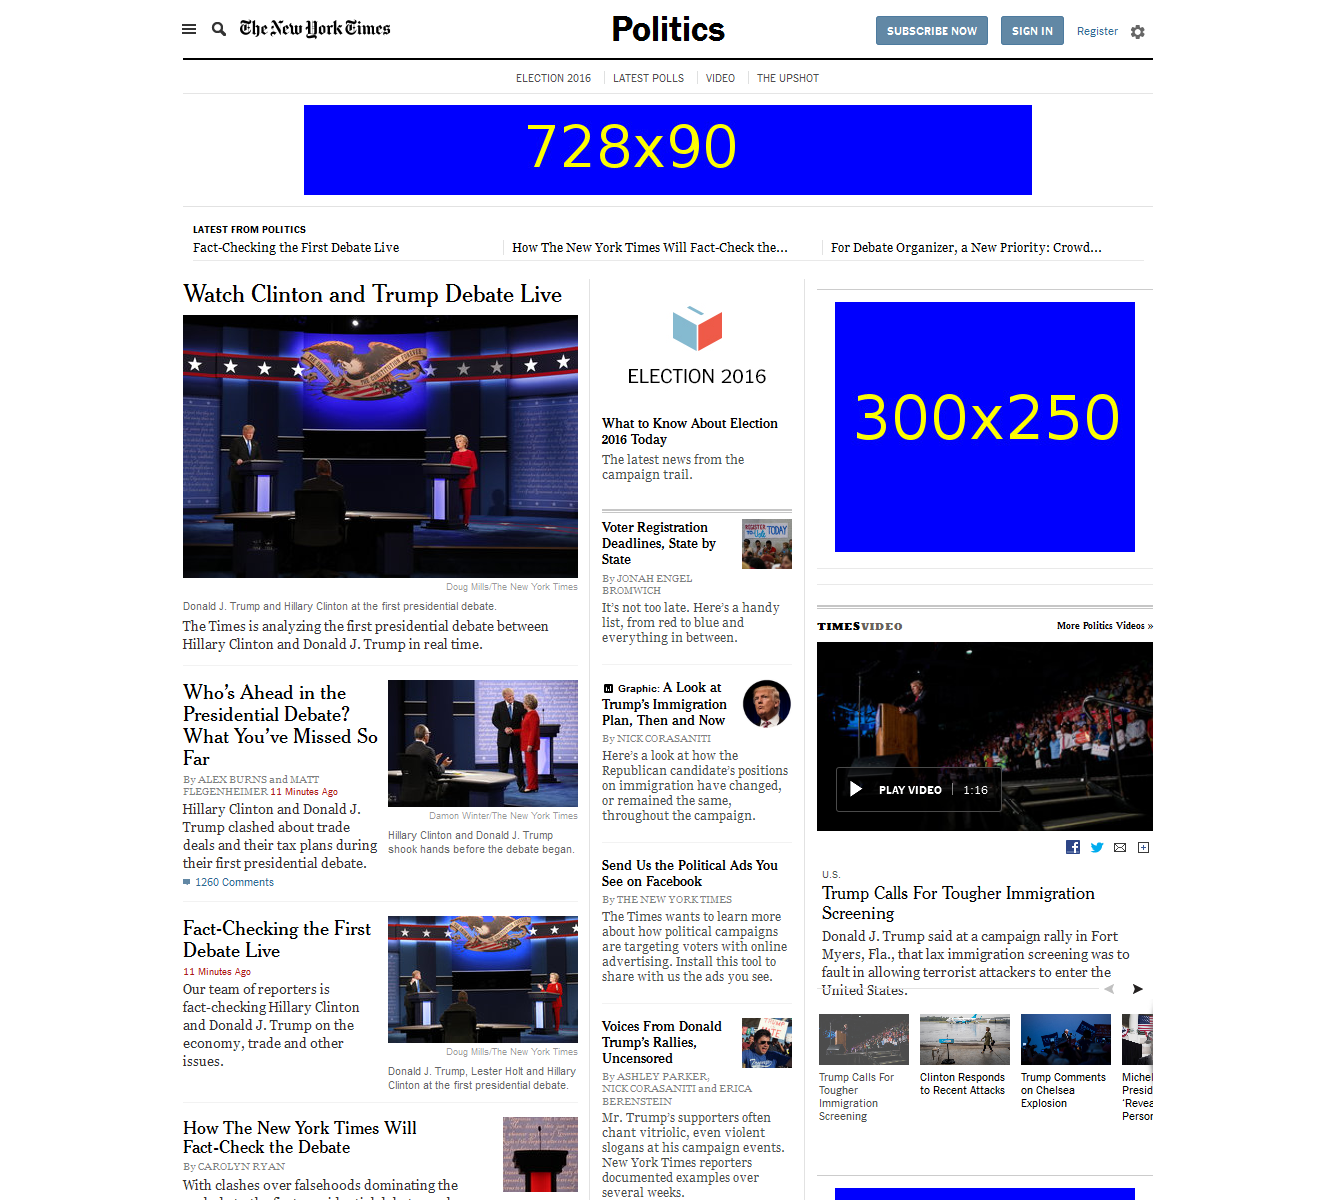 The New York Times
Politics
SUBSCRIBE NOW
SIGN IN
Register
ELECTION 2016
LATEST POLLS
VIDEO
THE UPSHOT
728x90
LATEST FROM POLITICS
Fact-Checking the First Debate Live
How The New York Times Will Fact-Check the...
For Debate Organizer, a New Priority: Crowd...
Watch Clinton and Trump Debate Live
Doug Mills/The New York Times
Donald J. Trump and Hillary Clinton at the first presidential debate.
The Times is analyzing the first presidential debate between
Hillary Clinton and Donald J. Trump in real time.
Who’s Ahead in the
Presidential Debate?
What You’ve Missed So
Far
By ALEX BURNS and MATT
FLEGENHEIMER 11 Minutes Ago
Hillary Clinton and Donald J.
Trump clashed about trade
deals and their tax plans during
their first presidential debate.
1260 Comments
Damon Winter/The New York Times
Hillary Clinton and Donald J. Trump
shook hands before the debate began.
Fact-Checking the First
Debate Live
11 Minutes Ago
Our team of reporters is
fact-checking Hillary Clinton
and Donald J. Trump on the
economy, trade and other
issues.
Doug Mills/The New York Times
Donald J. Trump, Lester Holt and Hillary
Clinton at the first presidential debate.
How The New York Times Will
Fact-Check the Debate
By CAROLYN RYAN
With clashes over falsehoods dominating the
ELECTION 2016
What to Know About Election
2016 Today
The latest news from the
campaign trail.
Voter Registration
Deadlines, State by
State
By JONAH ENGEL
BROMWICH
It’s not too late. Here’s a handy
list, from red to blue and
everything in between.
Graphic: A Look at
Trump’s Immigration
Plan, Then and Now
By NICK CORASANITI
Here’s a look at how the
Republican candidate’s positions
on immigration have changed,
or remained the same,
throughout the campaign.
Send Us the Political Ads You
See on Facebook
By THE NEW YORK TIMES
The Times wants to learn more
about how political campaigns
are targeting voters with online
advertising. Install this tool to
share with us the ads you see.
Voices From Donald
Trump’s Rallies,
Uncensored
By ASHLEY PARKER,
NICK CORASANITI and ERICA
BERENSTEIN
Mr. Trump’s supporters often
chant vitriolic, even violent
slogans at his campaign events.
New York Times reporters
documented examples over
several weeks.
300x250
TIMESVIDEO
More Politics Videos »
PLAY VIDEO
1:16
U.S.
Trump Calls For Tougher Immigration
Screening
Donald J. Trump said at a campaign rally in Fort
Myers, Fla., that lax immigration screening was to
fault in allowing terrorist attackers to enter the
United States.
Trump Calls For
Tougher
Immigration
Screening
Clinton Responds
to Recent Attacks
Trump Comments
on Chelsea
Explosion
Michel
Presid
‘Revea
Person